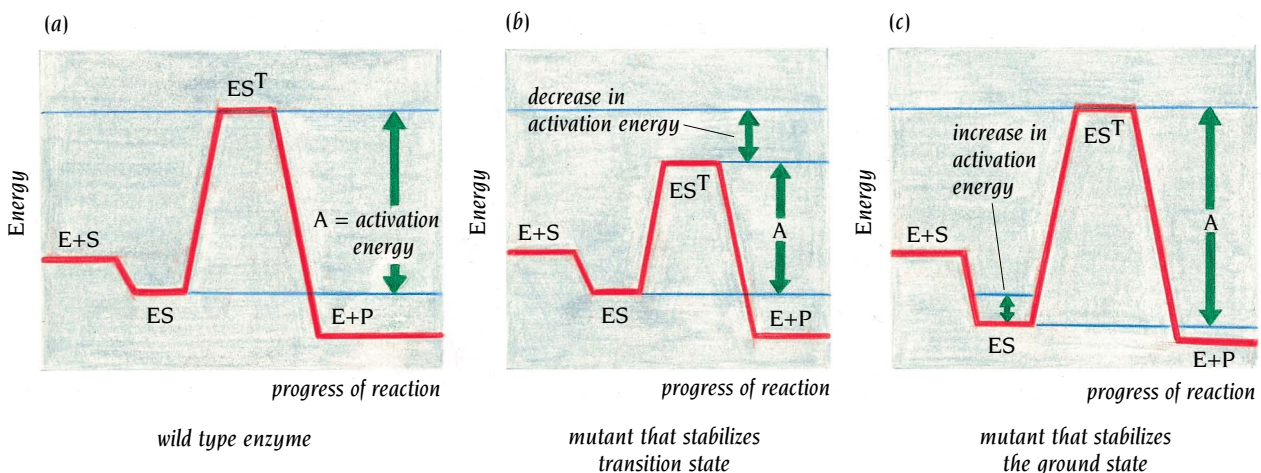 (a)
Energy
ES^T
A = activation
energy
E+S
ES
E+P
progress of reaction
wild type enzyme
(b)
Energy
decrease in
activation energy
ES^T
A
E+S
ES
E+P
progress of reaction
mutant that stabilizes
transition state
(c)
Energy
increase in
activation
energy
ES^T
A
E+S
ES
E+P
progress of reaction
mutant that stabilizes
the ground state